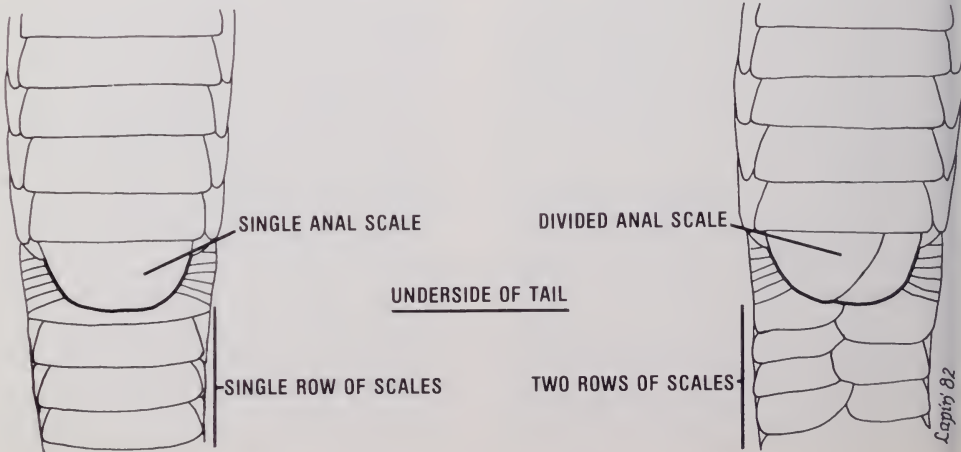 SINGLE ANAL SCALE
DIVIDED ANAL SCALE
UNDERSIDE OF TAIL
SINGLE ROW OF SCALES
TWO ROWS OF SCALES
Lapin '82